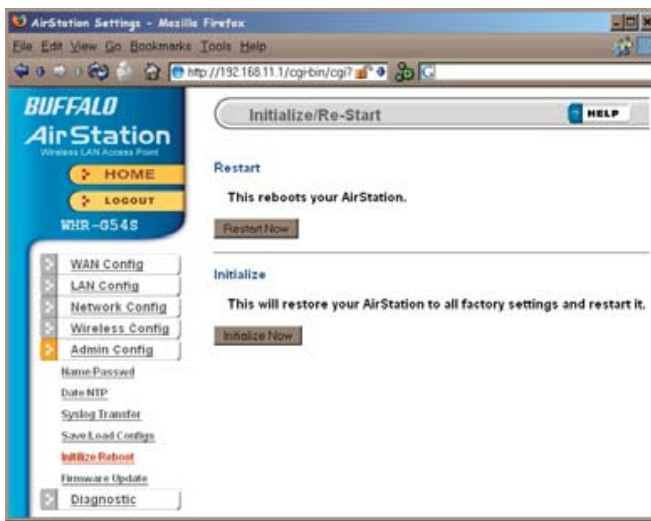 AirStation Settings - Mozilla Firefox
File Edit View Go Bookmarks Tools Help
http://192.168.11.1/cgi-bin/cgi?
BUFFALO
AirStation
Wireless LAN Access Point
HOME
LOGOUT
WHR-G54S
WAN Config
LAN Config
Network Config
Wireless Config
Admin Config
Name Passwd
Date NTP
Syslog Transfer
Save Load Configs
Initilize Reboot
Firmware Update
Diagnostic
Initialize/Re-Start
HELP
Restart
This reboots your AirStation.
Restart Now
Initialize
This will restore your AirStation to all factory settings and restart it.
Initialize Now